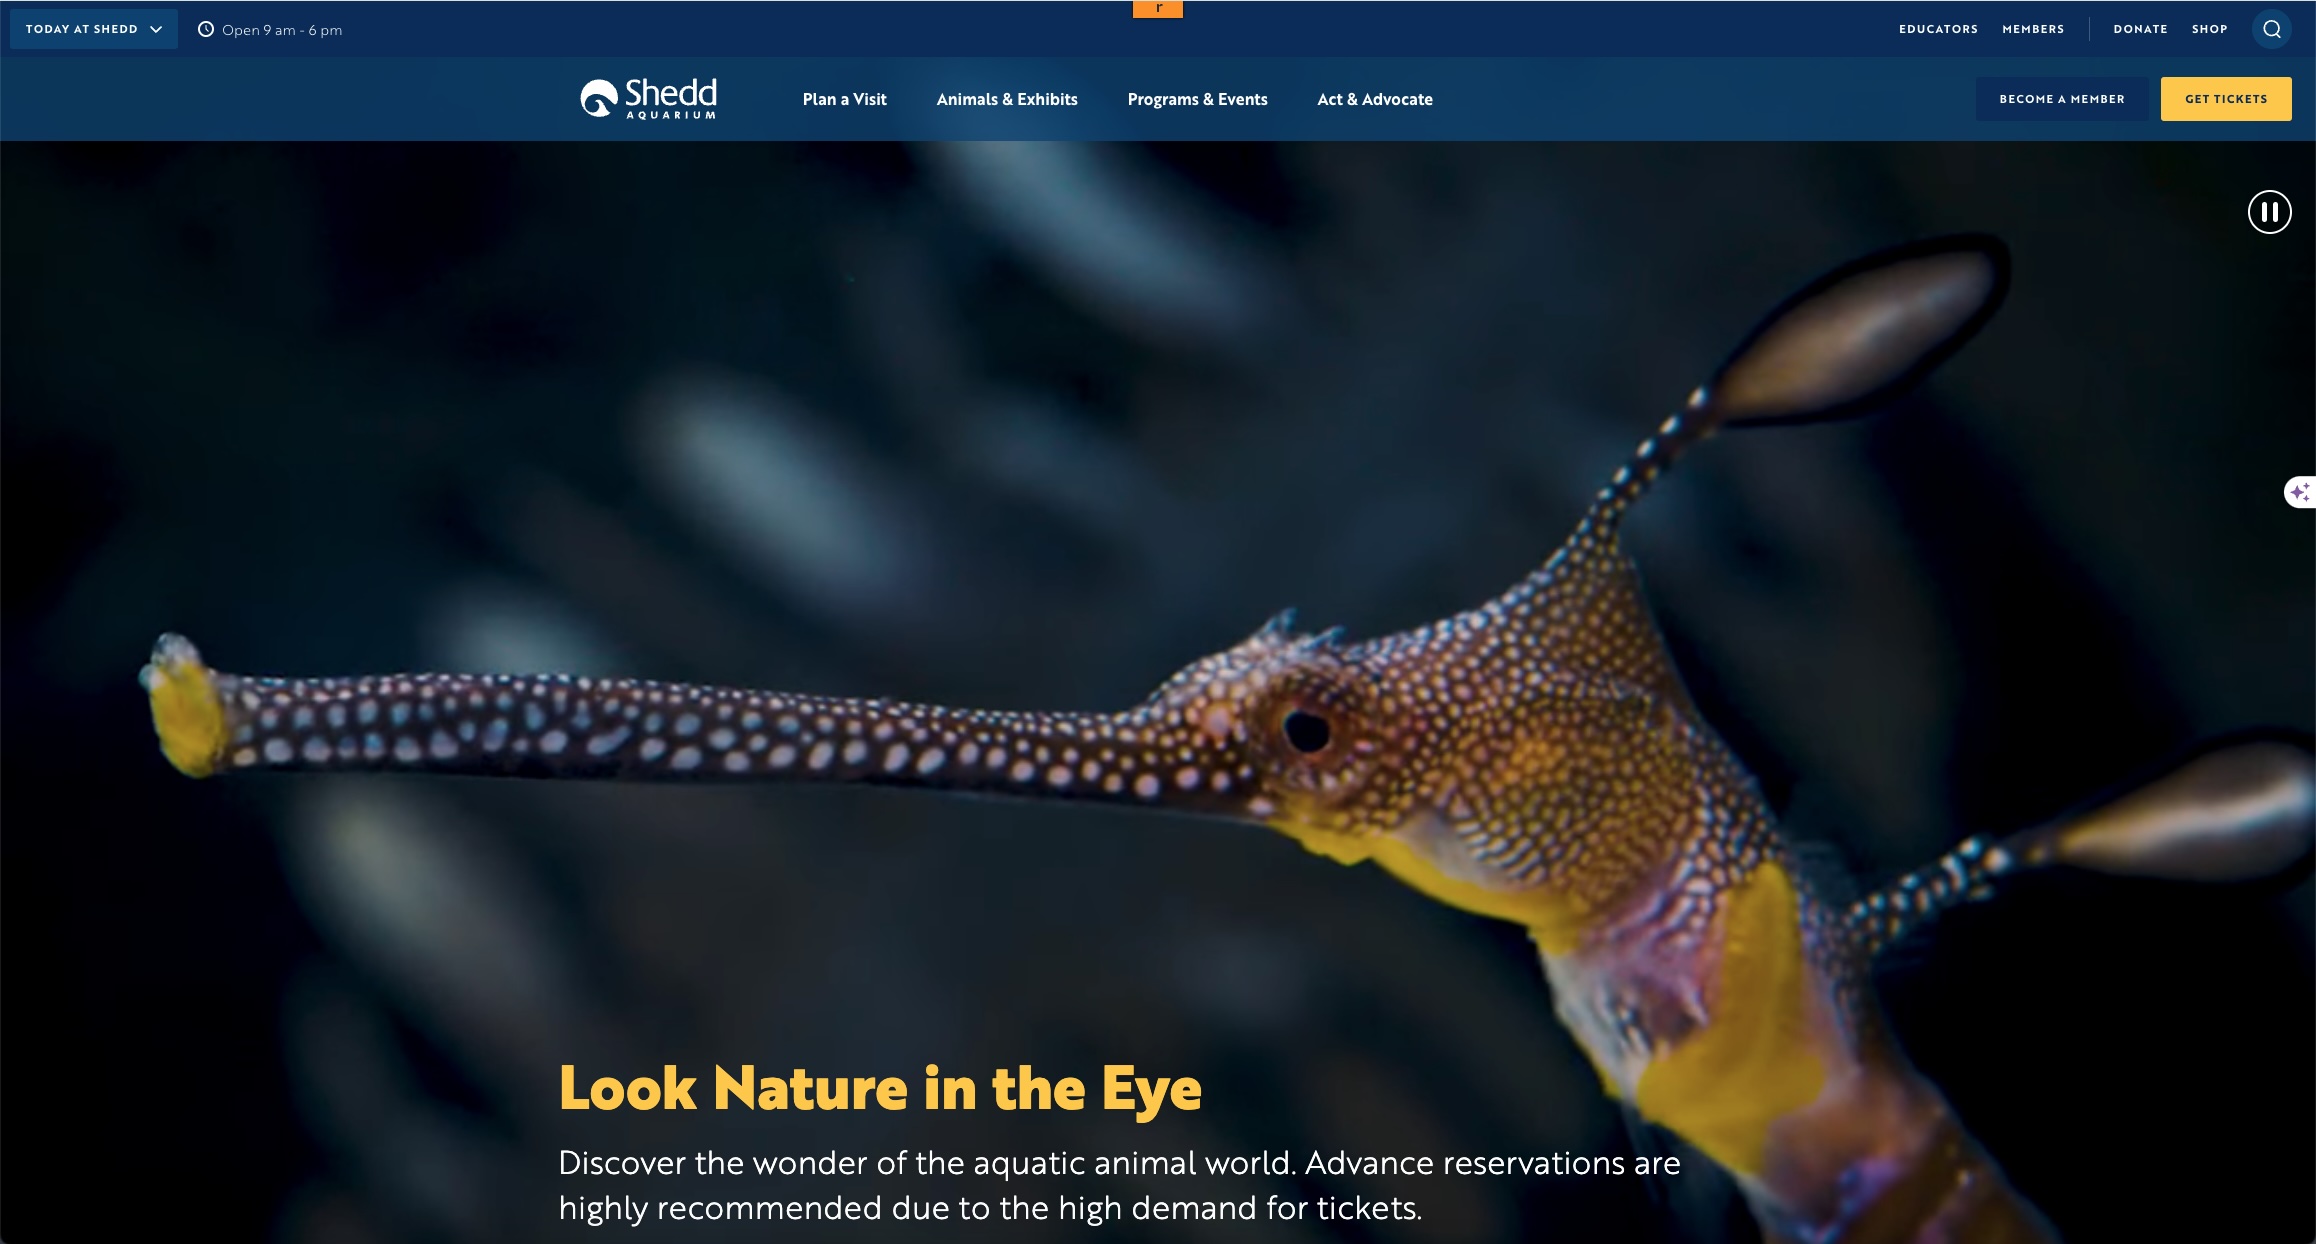 r
TODAY AT SHEDD
Open 9 am - 6 pm
EDUCATORS MEMBERS DONATE SHOP
Shedd
AQUARIUM
Plan a Visit Animals & Exhibits Programs & Events Act & Advocate
BECOME A MEMBER GET TICKETS
Look Nature in the Eye
Discover the wonder of the aquatic animal world. Advance reservations are
highly recommended due to the high demand for tickets.